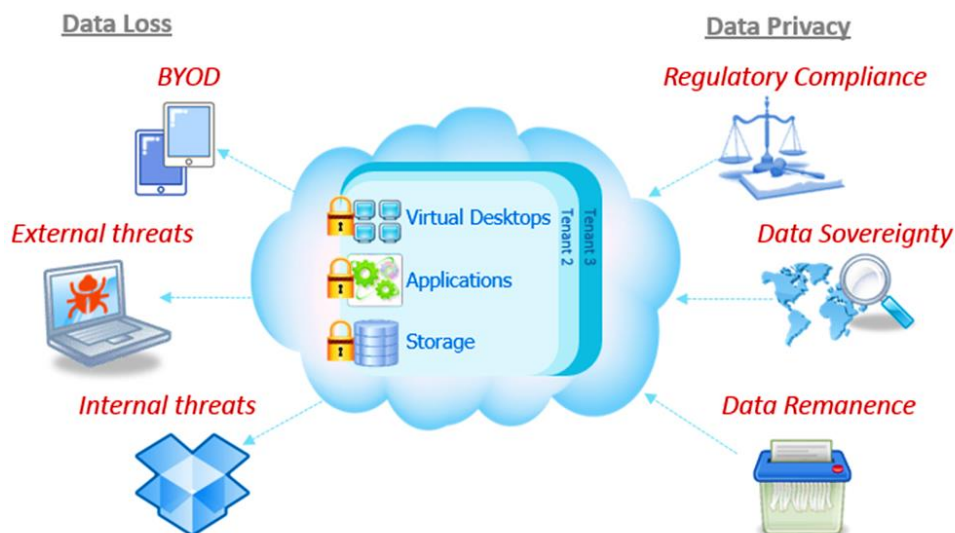 Data Loss
Data Privacy
BYOD
Regulatory Compliance
Virtual Desktops
Tenant 2
Tenant 3
External threats
Data Sovereignty
Applications
Storage
Internal threats
Data Remanence